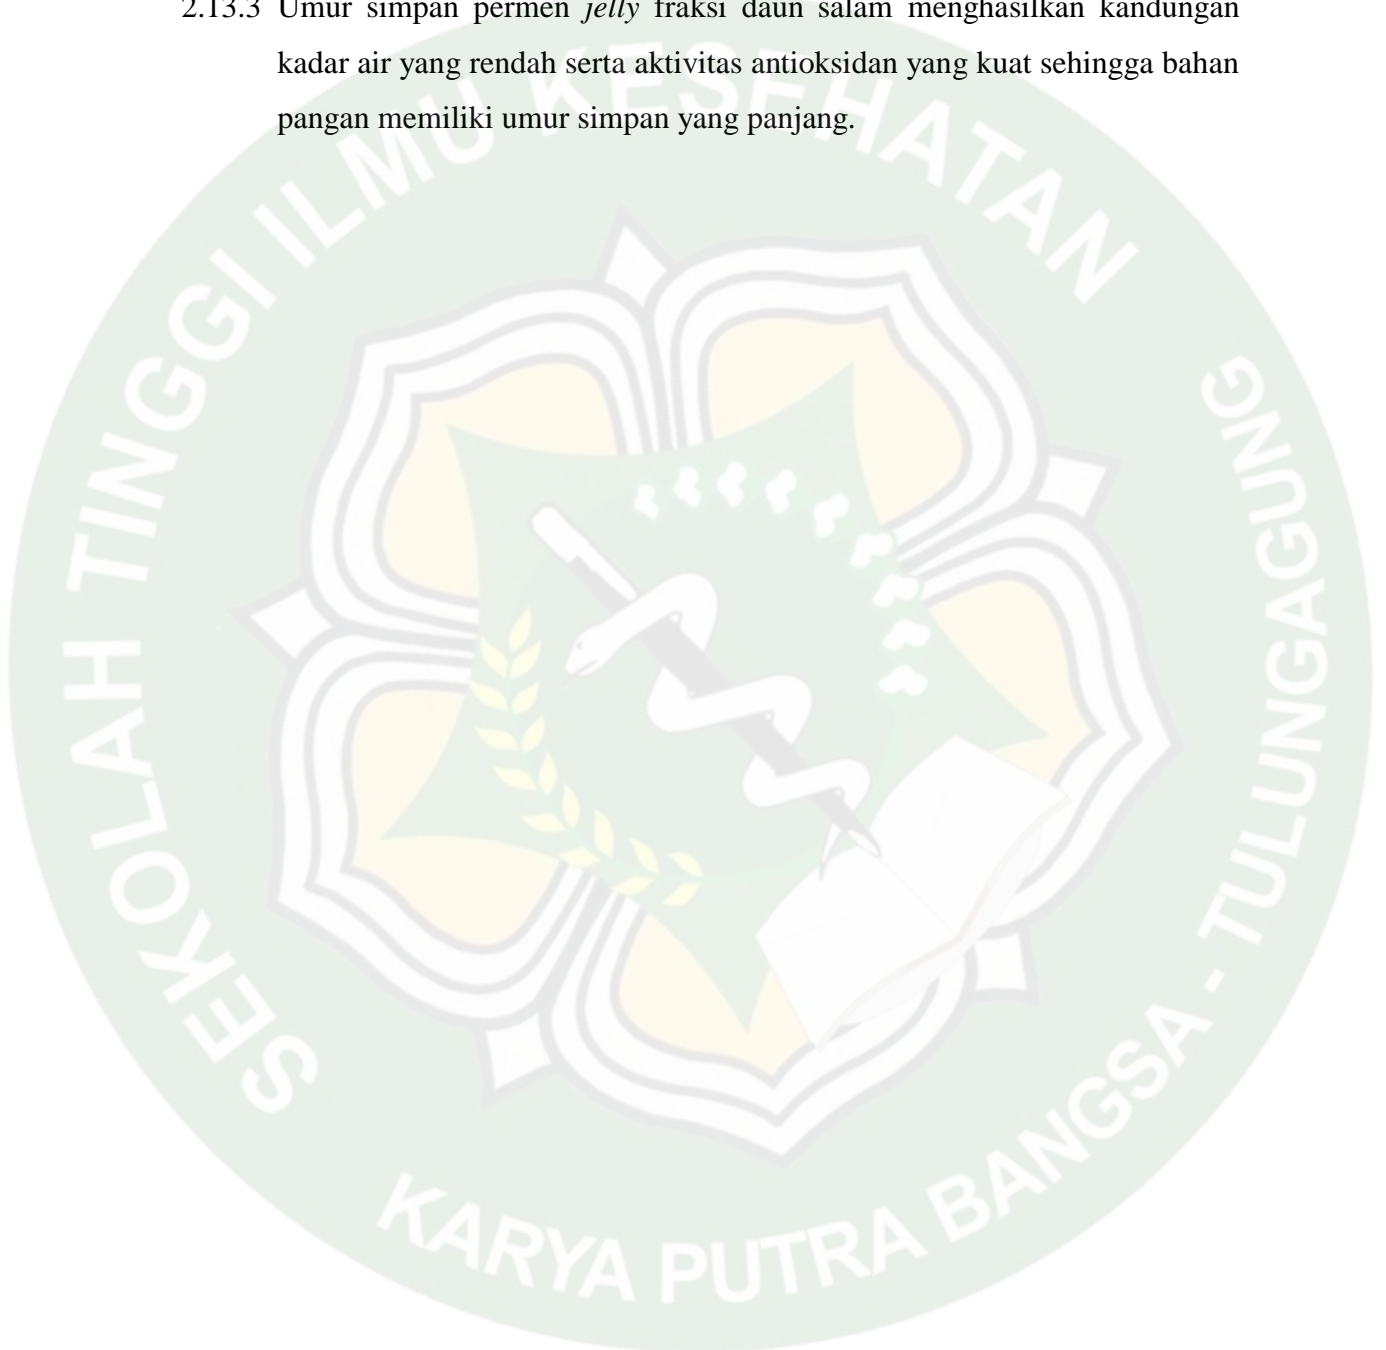 2.13.3 Umur simpan permen jelly fraksi daun salam menghasilkan kandungan
kadar air yang rendah serta aktivitas antioksidan yang kuat sehingga bahan
pangan memiliki umur simpan yang panjang.
SEKOLAH TINGGI ILMU KESEHATAN
KARYA PUTRA BANGSA - TULUNGAGUNG